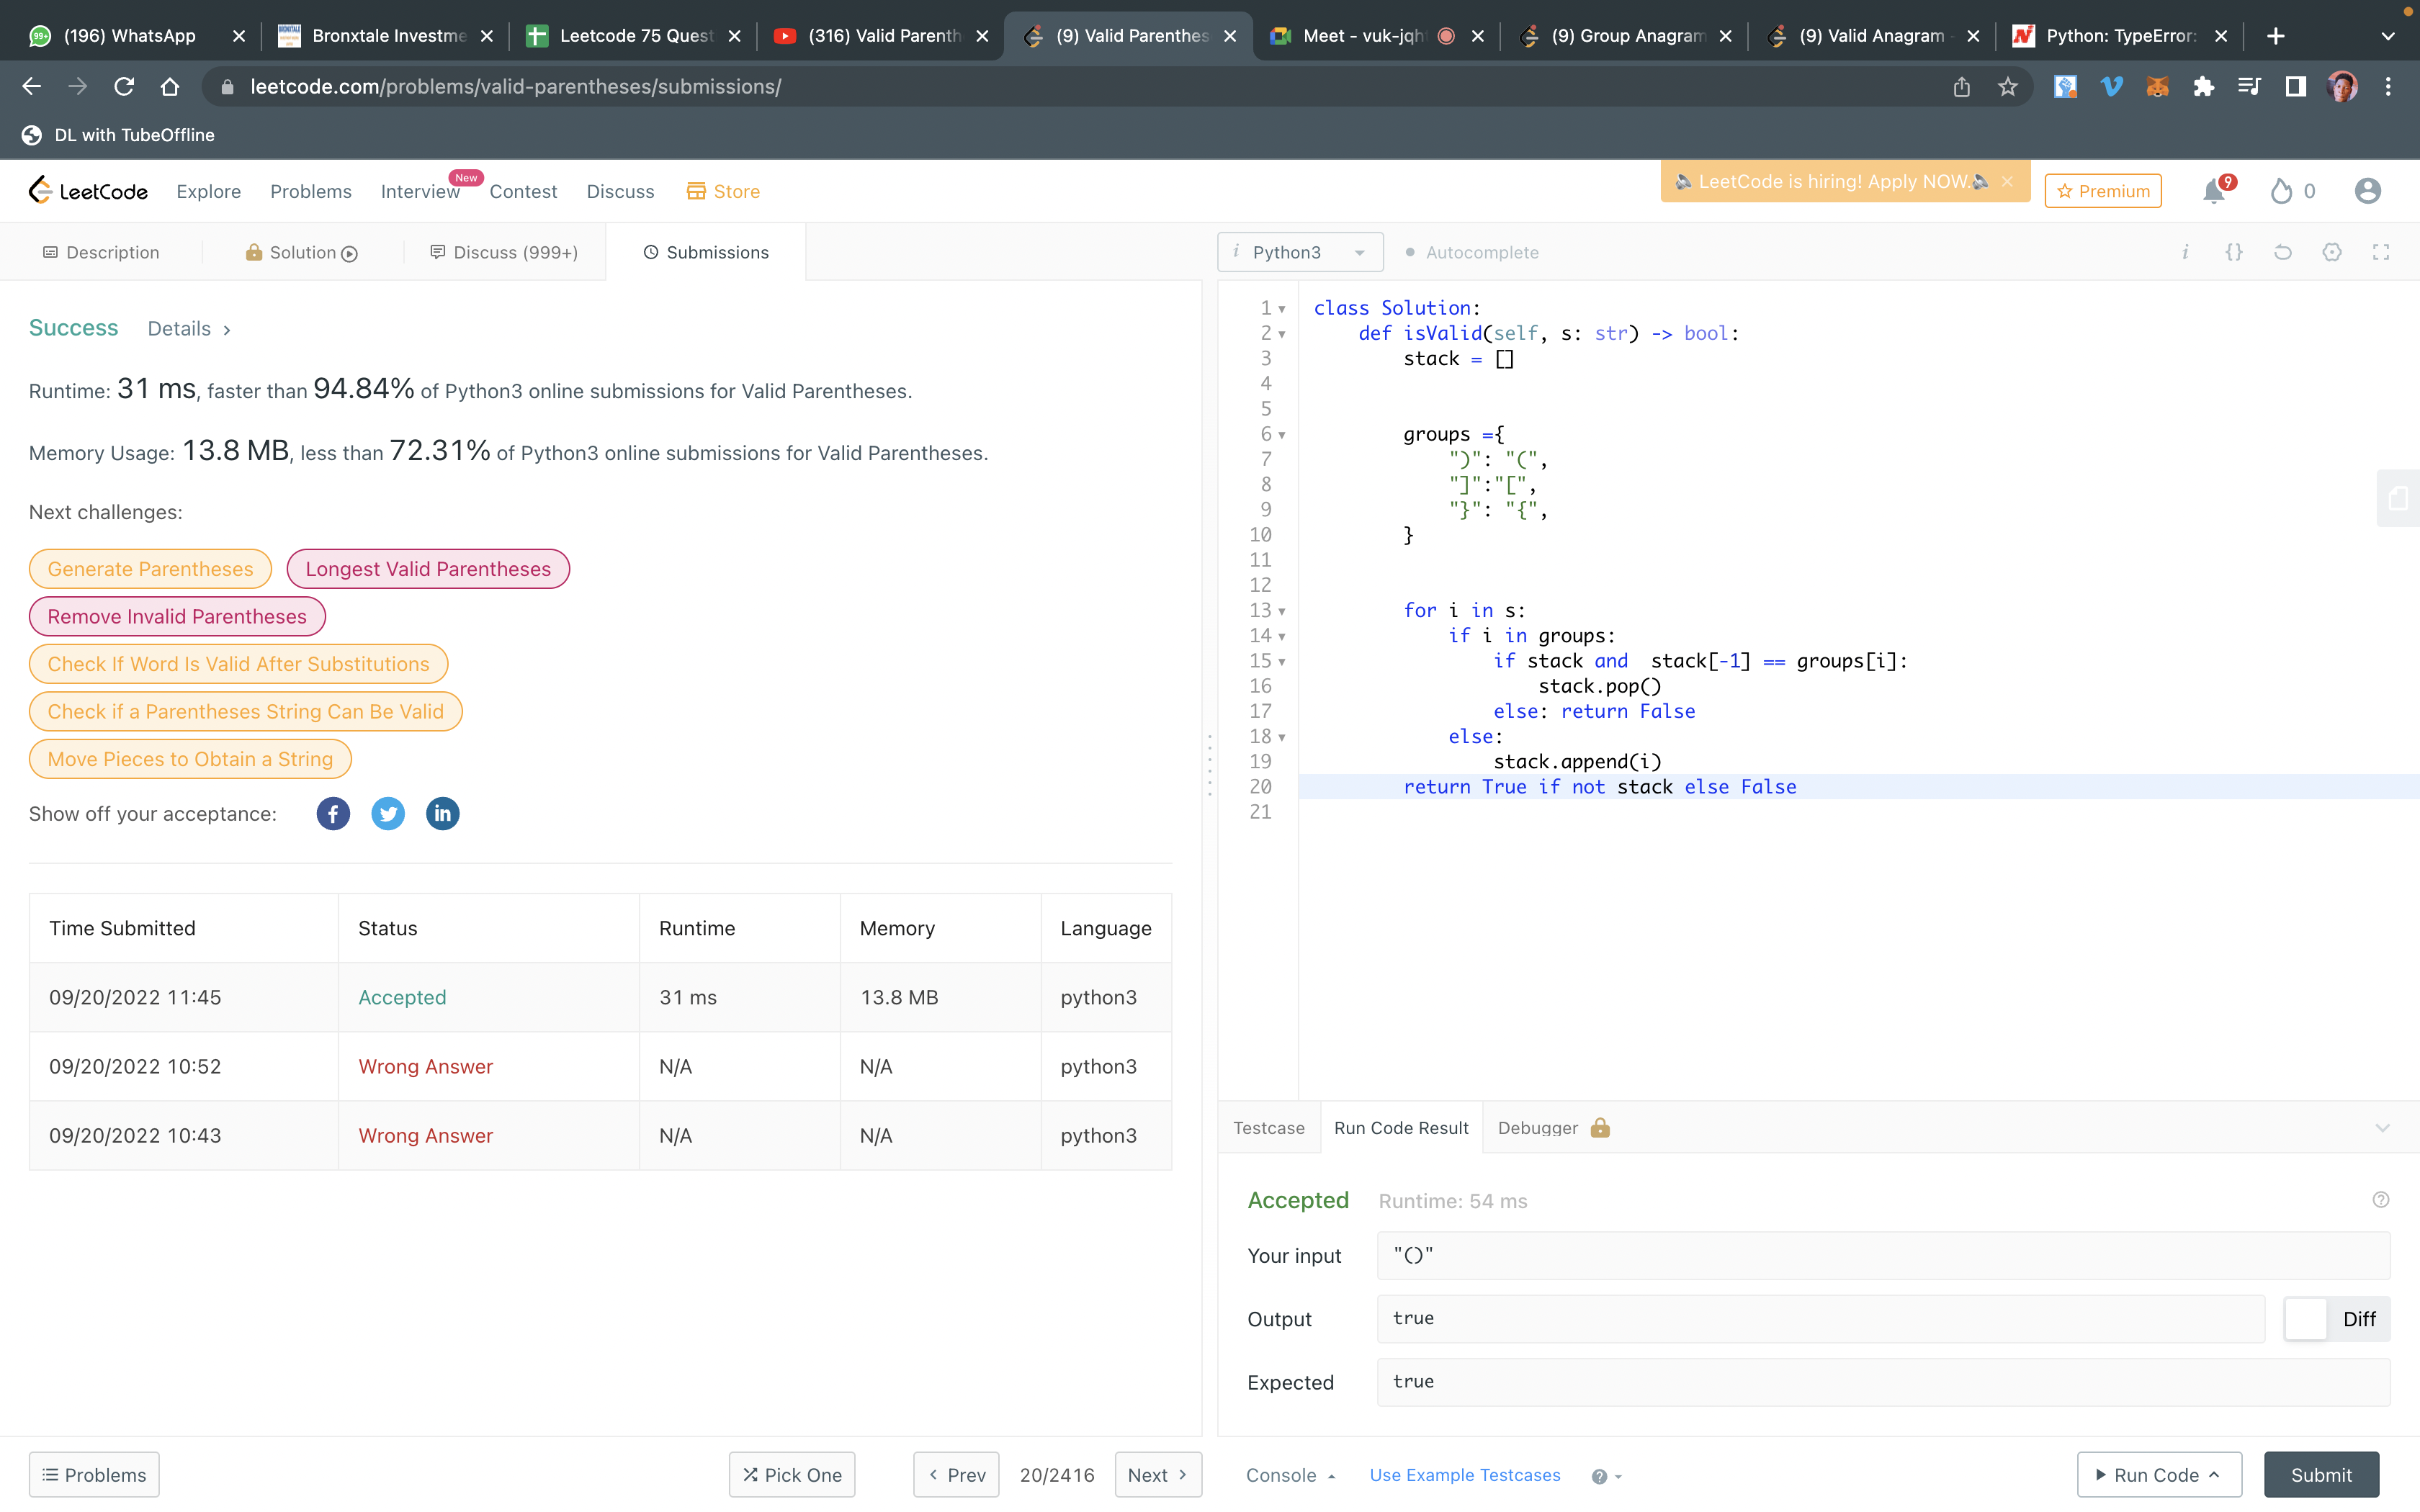 (196) WhatsApp
Bronxtale Investme
Leetcode 75 Quest
(316) Valid Parenth
(9) Valid Parenthes
Meet - vuk-jqh
(9) Group Anagram
(9) Valid Anagram -
Python: TypeError:
leetcode.com/problems/valid-parentheses/submissions/
DL with TubeOffline
LeetCode
Explore
Problems
Interview
New
Contest
Discuss
Store
LeetCode is hiring! Apply NOW.
Premium
9
0
Description
Solution
Discuss (999+)
Submissions
Success
Details
Runtime: 31 ms, faster than 94.84% of Python3 online submissions for Valid Parentheses.
Memory Usage: 13.8 MB, less than 72.31% of Python3 online submissions for Valid Parentheses.
Next challenges:
Generate Parentheses
Longest Valid Parentheses
Remove Invalid Parentheses
Check If Word Is Valid After Substitutions
Check if a Parentheses String Can Be Valid
Move Pieces to Obtain a String
Show off your acceptance:
Time Submitted Status Runtime Memory Language
09/20/2022 11:45 Accepted 31 ms 13.8 MB python3
09/20/2022 10:52 Wrong Answer N/A N/A python3
09/20/2022 10:43 Wrong Answer N/A N/A python3
Problems
Pick One
Prev
20/2416
Next
i Python3
Autocomplete
i {}
1 class Solution:
2     def isValid(self, s: str) -> bool:
3         stack = []
4
5
6         groups ={
7             ")": "(",
8             "]":"[",
9             "}": "{",
10         }
11
12
13         for i in s:
14             if i in groups:
15                 if stack and  stack[-1] == groups[i]:
16                     stack.pop()
17                 else: return False
18             else:
19                 stack.append(i)
20         return True if not stack else False
21
Testcase
Run Code Result
Debugger
Accepted
Runtime: 54 ms
Your input
"()"
Output
true
Diff
Expected
true
Console
Use Example Testcases
Run Code
Submit